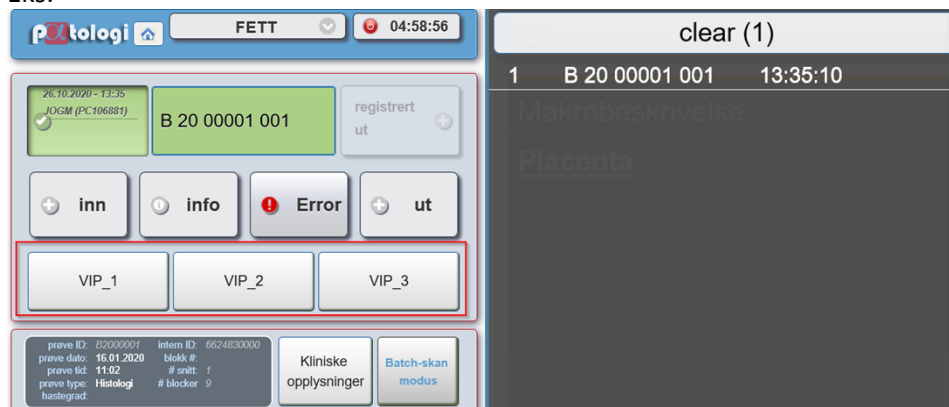 pαtologi
FETT
04:58:56
26.10.2020 - 13:35
JOGM (PC106881)
B 20 00001 001
registrert
ut
inn
info
Error
ut
VIP_1
VIP_2
VIP_3
prøve ID: B2000001 intern ID: 6624830000
prøve dato: 16.01.2020 blokk #:
prøve tid: 11:02 # snitt: 1
prøve type: Histologi # blocker 9
hastegrad:
Kliniske
opplysninger
Batch-skan
modus
clear (1)
1 B 20 00001 001 13:35:10
Makrobeskrivelse:
Placenta